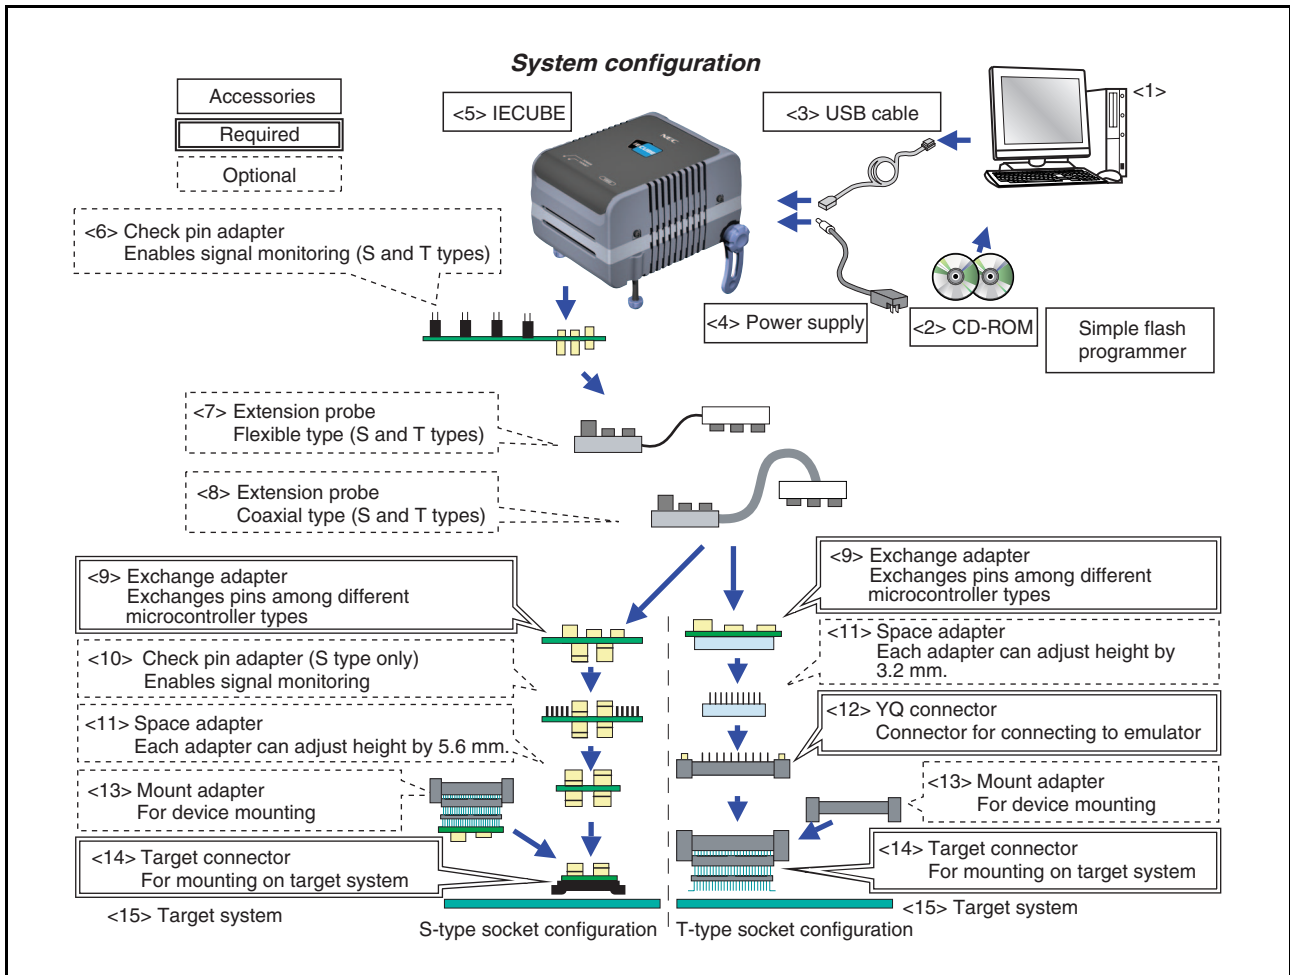 System configuration
Accessories
Required
Optional
<5> IECUBE
<3> USB cable
<1>
NEC
<6> Check pin adapter
Enables signal monitoring (S and T types)
<4> Power supply
<2> CD-ROM
Simple flash
programmer
<7> Extension probe
Flexible type (S and T types)
<8> Extension probe
Coaxial type (S and T types)
<9> Exchange adapter
Exchanges pins among different
microcontroller types
<10> Check pin adapter (S type only)
Enables signal monitoring
<11> Space adapter
Each adapter can adjust height by 5.6 mm.
<13> Mount adapter
For device mounting
<14> Target connector
For mounting on target system
<15> Target system
S-type socket configuration
<9> Exchange adapter
Exchanges pins among different
microcontroller types
<11> Space adapter
Each adapter can adjust height by
3.2 mm.
<12> YQ connector
Connector for connecting to emulator
<13> Mount adapter
For device mounting
<14> Target connector
For mounting on target system
<15> Target system
T-type socket configuration